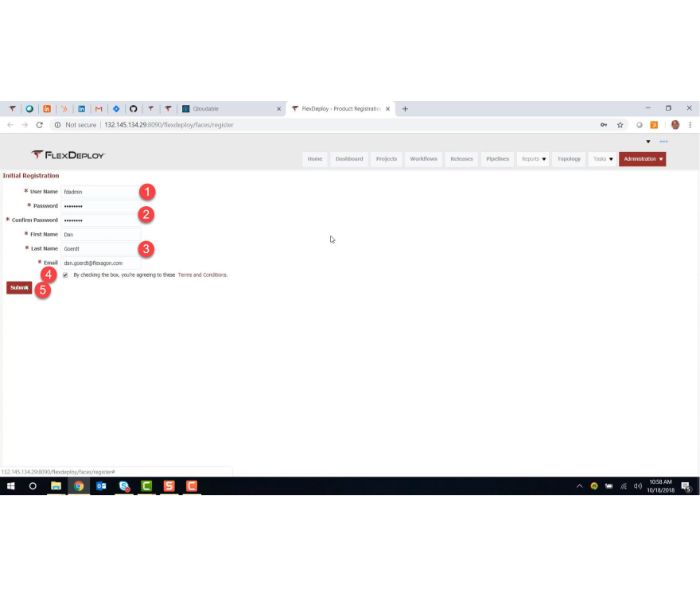 Cloudable
FlexDeploy - Product Registratio
Not secure | 132.145.134.29:8090/flexdeploy/faces/register
FLEXDEPLOY
Home Dashboard Projects Workflows Releases Pipelines Reports Topology Tasks Administration
Initial Registration
* User Name fdadmin 1
* Password ••••••••
2
* Confirm Password ••••••••
* First Name Dan
* Last Name Goerdt 3
* Email dan.goerdt@flexagon.com
4 By checking the box, you're agreeing to these Terms and Conditions.
Submit 5
132.145.134.29:8090/flexdeploy/faces/register#
10:58 AM
10/18/2018